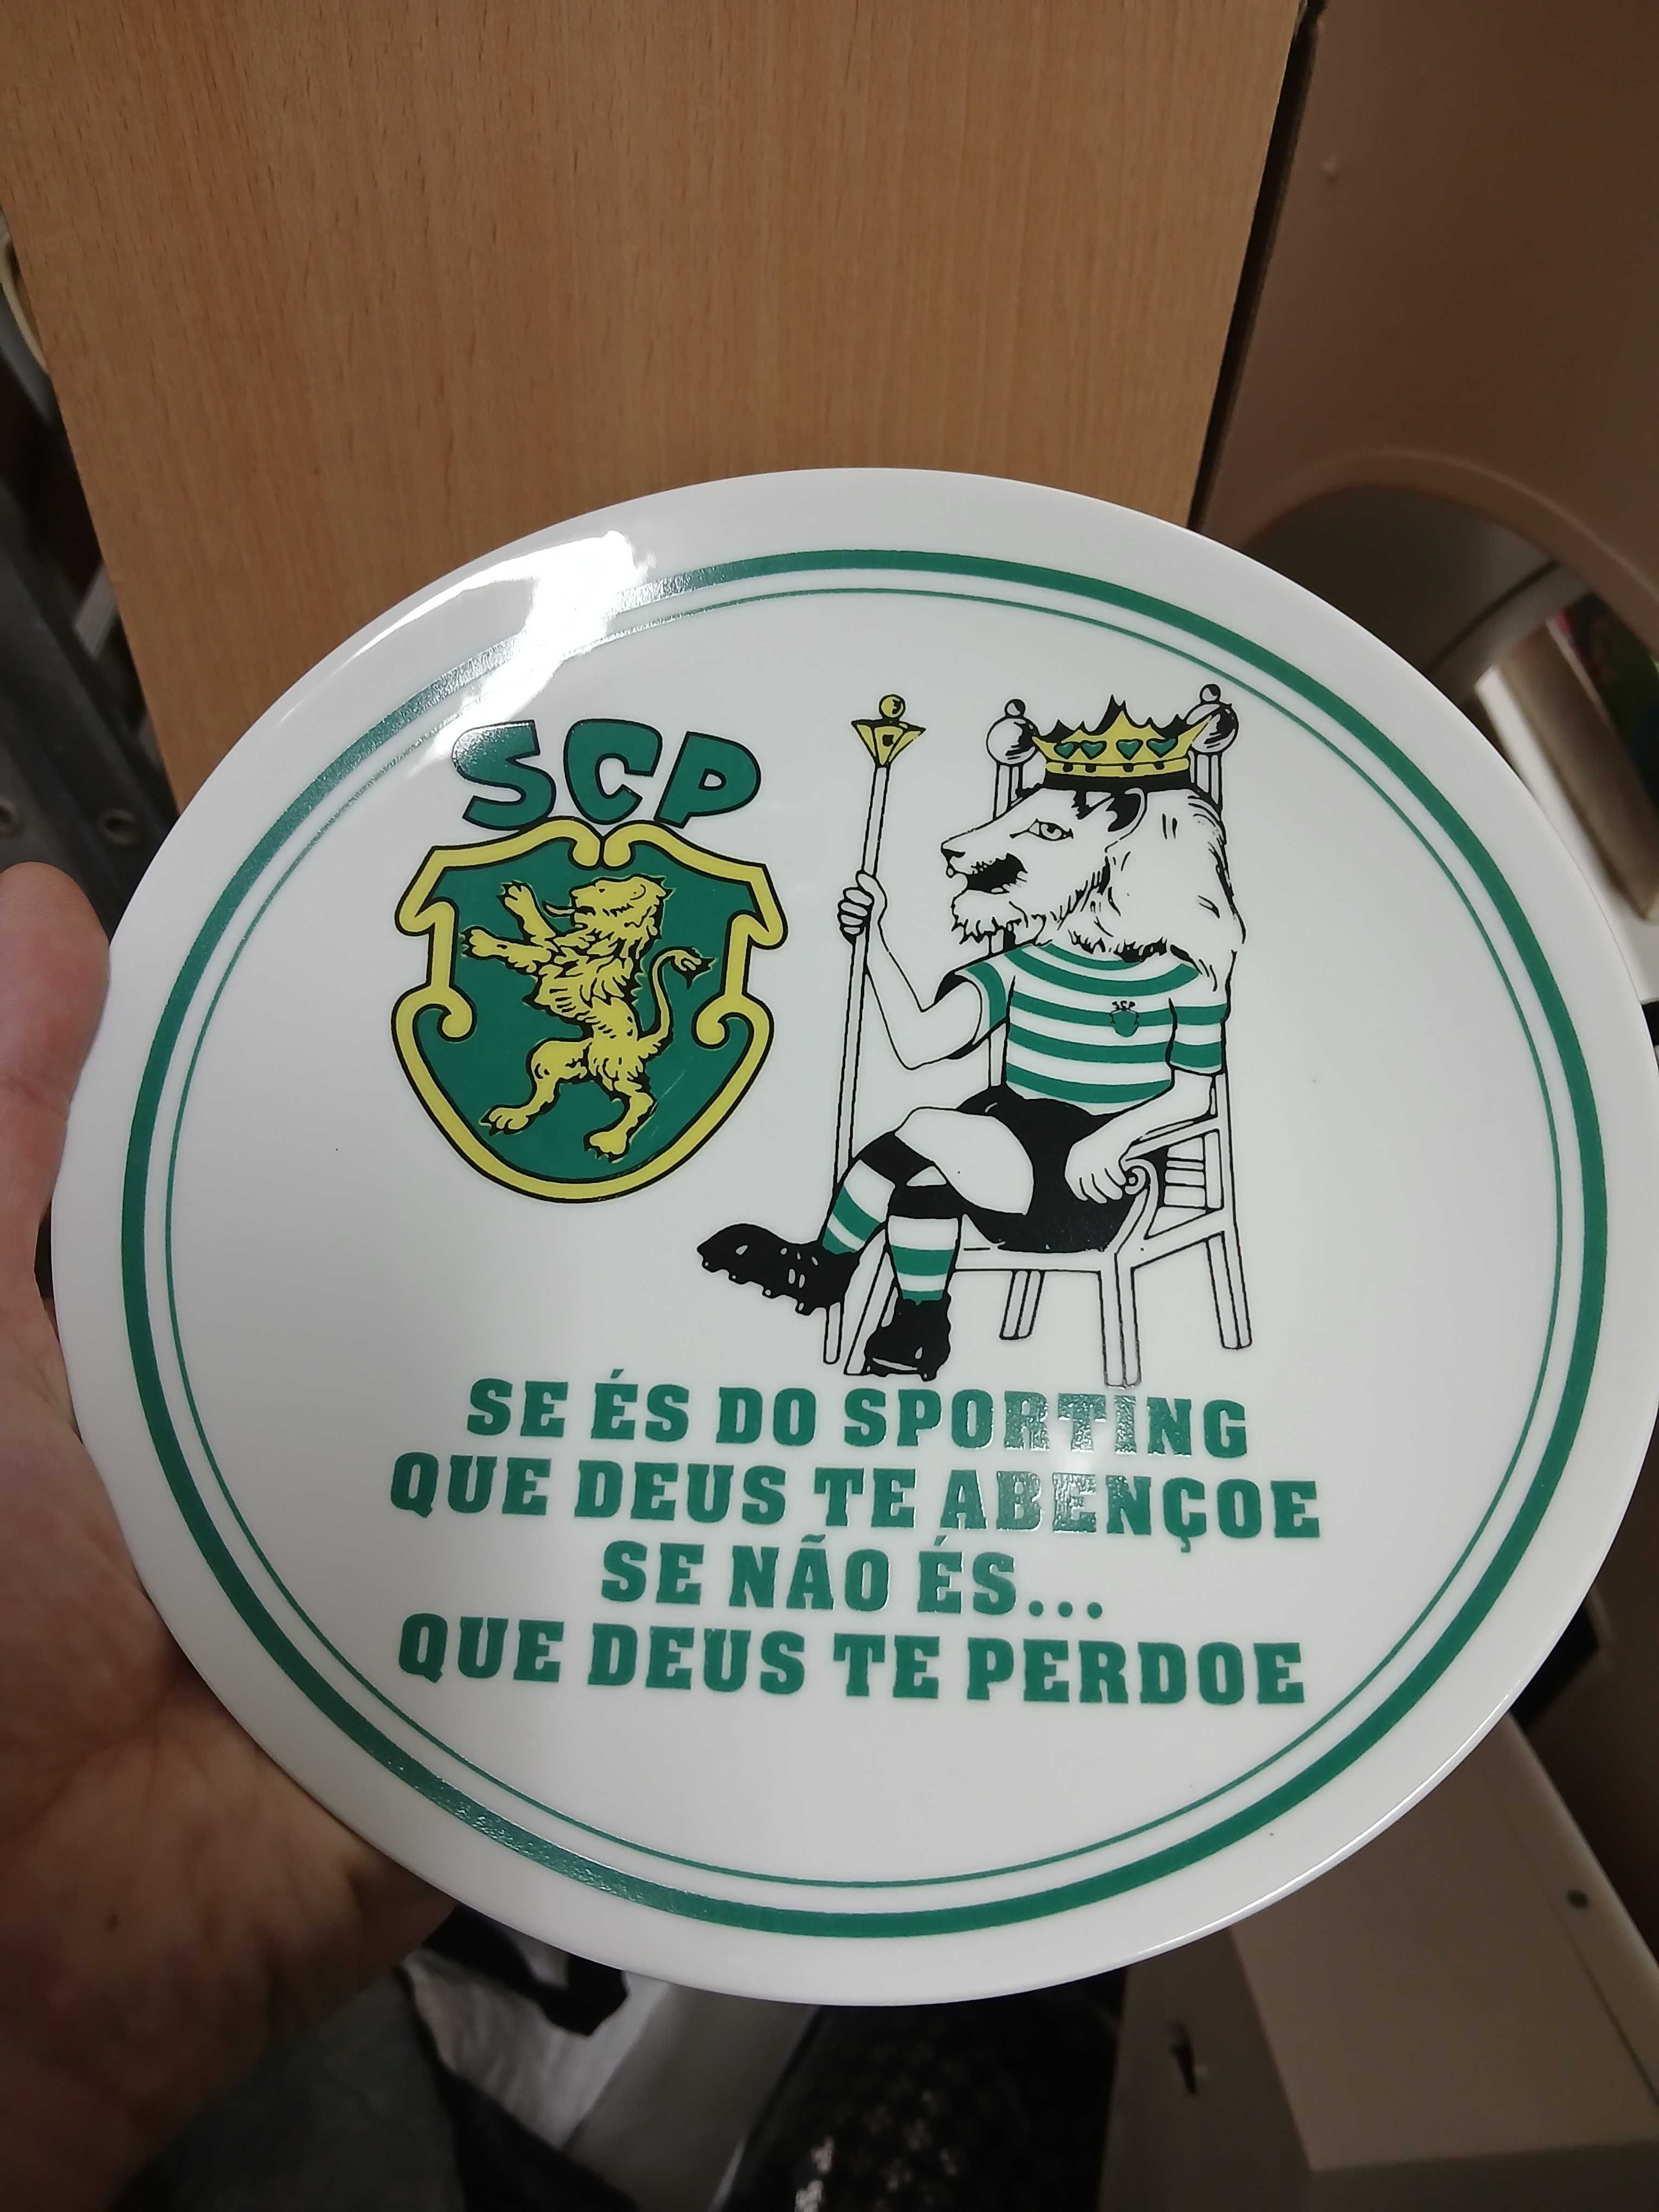 SCP
SCP
SE ÉS DO SPORTING
QUE DEUS TE ABENÇOE
SE NÃO ÉS...
QUE DEUS TE PERDOE